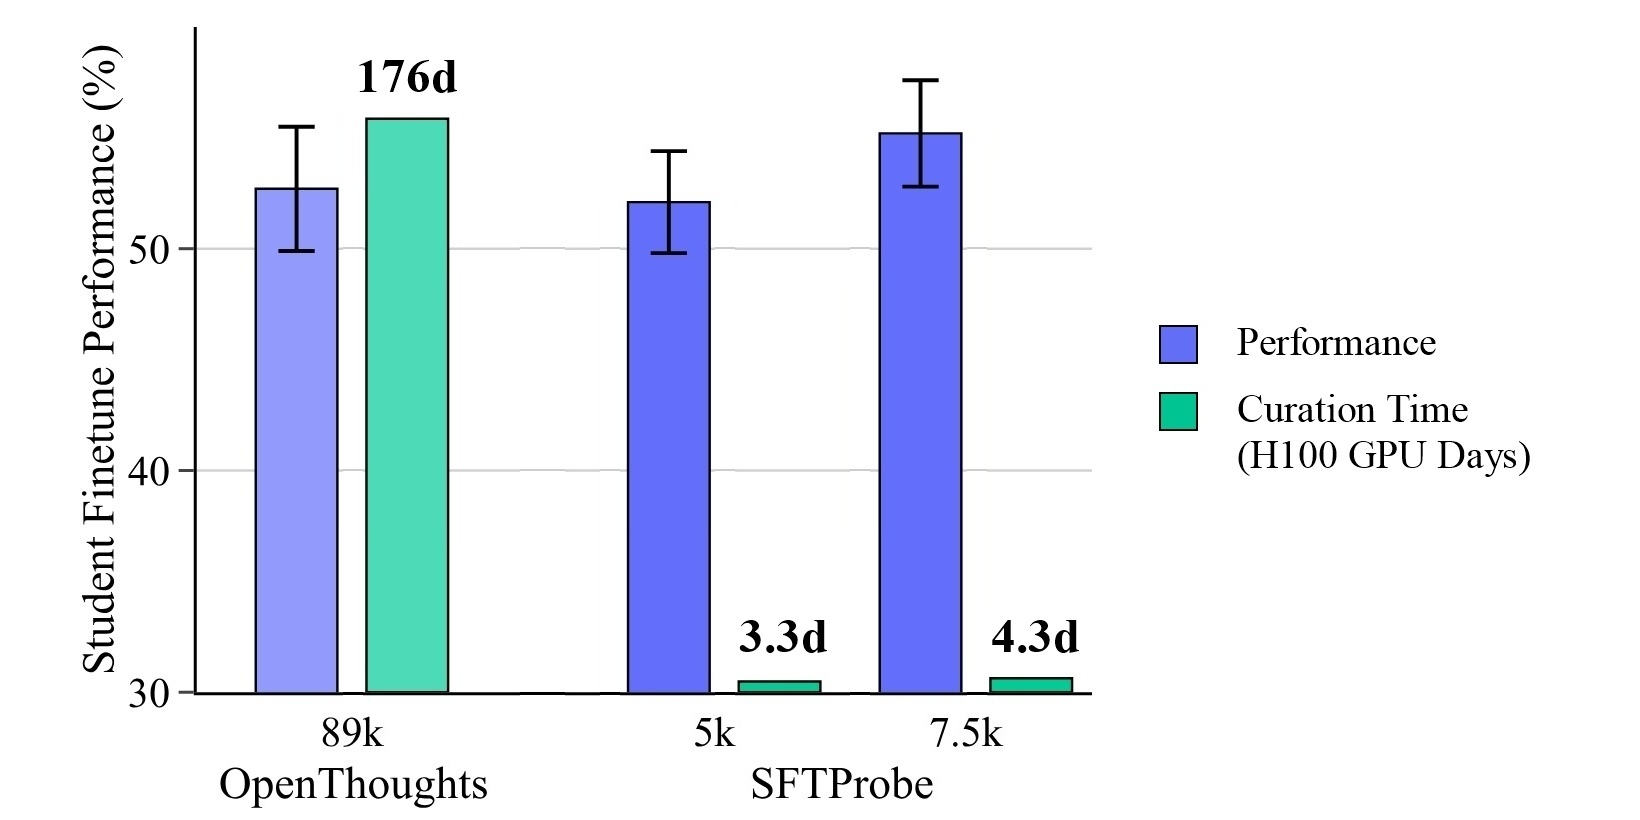 Student Finetune Performance (%)
50
40
30
176d
3.3d
4.3d
89k
5k
7.5k
OpenThoughts
SFTProbe
Performance
Curation Time
(H100 GPU Days)